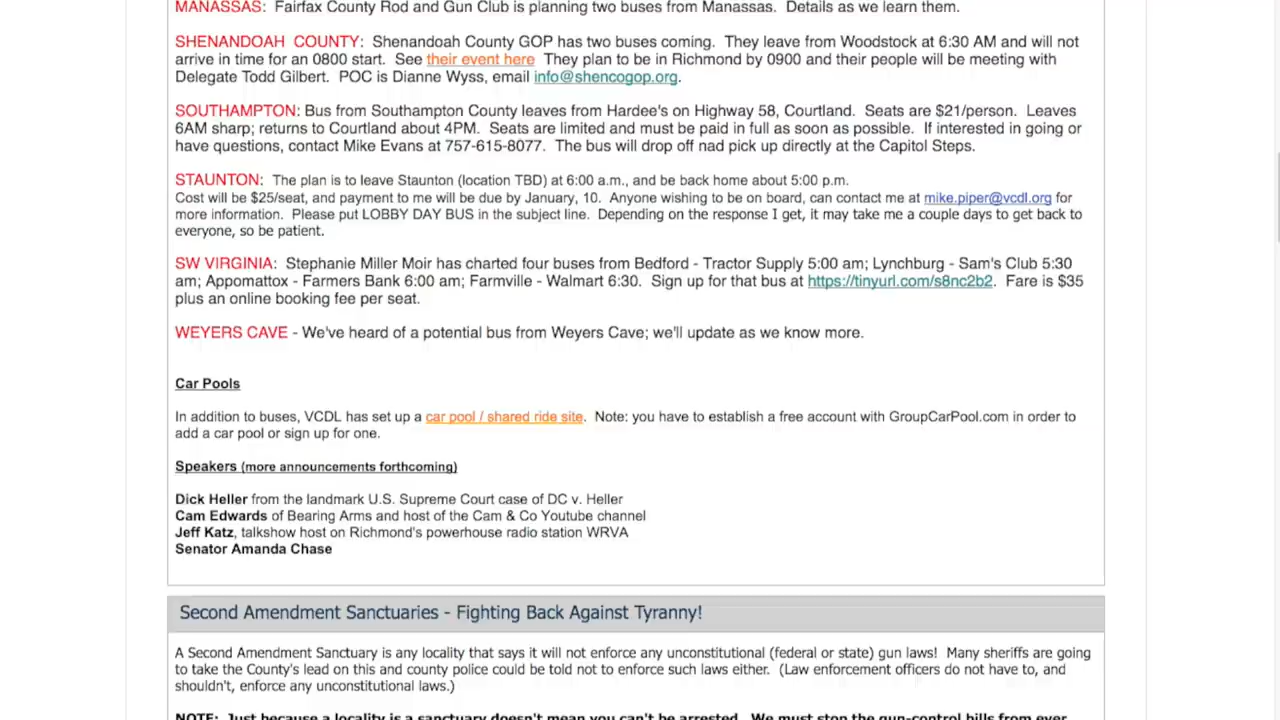 MANASSAS: Fairfax County Rod and Gun Club is planning two buses from Manassas. Details as we learn them.
SHENANDOAH COUNTY: Shenandoah County GOP has two buses coming. They leave from Woodstock at 6:30 AM and will not
arrive in time for an 0800 start. See their event here They plan to be in Richmond by 0900 and their people will be meeting with
Delegate Todd Gilbert. POC is Dianne Wyss, email info@shencogop.org.
SOUTHAMPTON: Bus from Southampton County leaves from Hardee's on Highway 58, Courtland. Seats are $21/person. Leaves
6AM sharp; returns to Courtland about 4PM. Seats are limited and must be paid in full as soon as possible. If interested in going or
have questions, contact Mike Evans at 757-615-8077. The bus will drop off nad pick up directly at the Capitol Steps.
STAUNTON: The plan is to leave Staunton (location TBD) at 6:00 a.m., and be back home about 5:00 p.m.
Cost will be $25/seat, and payment to me will be due by January, 10. Anyone wishing to be on board, can contact me at mike.piper@vcdl.org for
more information. Please put LOBBY DAY BUS in the subject line. Depending on the response I get, it may take me a couple days to get back to
everyone, so be patient.
SW VIRGINIA: Stephanie Miller Moir has charted four buses from Bedford - Tractor Supply 5:00 am; Lynchburg - Sam's Club 5:30
am; Appomattox - Farmers Bank 6:00 am; Farmville - Walmart 6:30. Sign up for that bus at https://tinyurl.com/s8nc2b2. Fare is $35
plus an online booking fee per seat.
WEYERS CAVE - We've heard of a potential bus from Weyers Cave; we'll update as we know more.
Car Pools
In addition to buses, VCDL has set up a car pool / shared ride site. Note: you have to establish a free account with GroupCarPool.com in order to
add a car pool or sign up for one.
Speakers (more announcements forthcoming)
Dick Heller from the landmark U.S. Supreme Court case of DC v. Heller
Cam Edwards of Bearing Arms and host of the Cam & Co Youtube channel
Jeff Katz, talkshow host on Richmond's powerhouse radio station WRVA
Senator Amanda Chase
Second Amendment Sanctuaries - Fighting Back Against Tyranny!
A Second Amendment Sanctuary is any locality that says it will not enforce any unconstitutional (federal or state) gun laws! Many sheriffs are going
to take the County's lead on this and county police could be told not to enforce such laws either. (Law enforcement officers do not have to, and
shouldn't, enforce any unconstitutional laws.)
NOTE: Just because a locality is a sanctuary doesn't mean you can't be arrested. We must stop the gun-control bills from ever